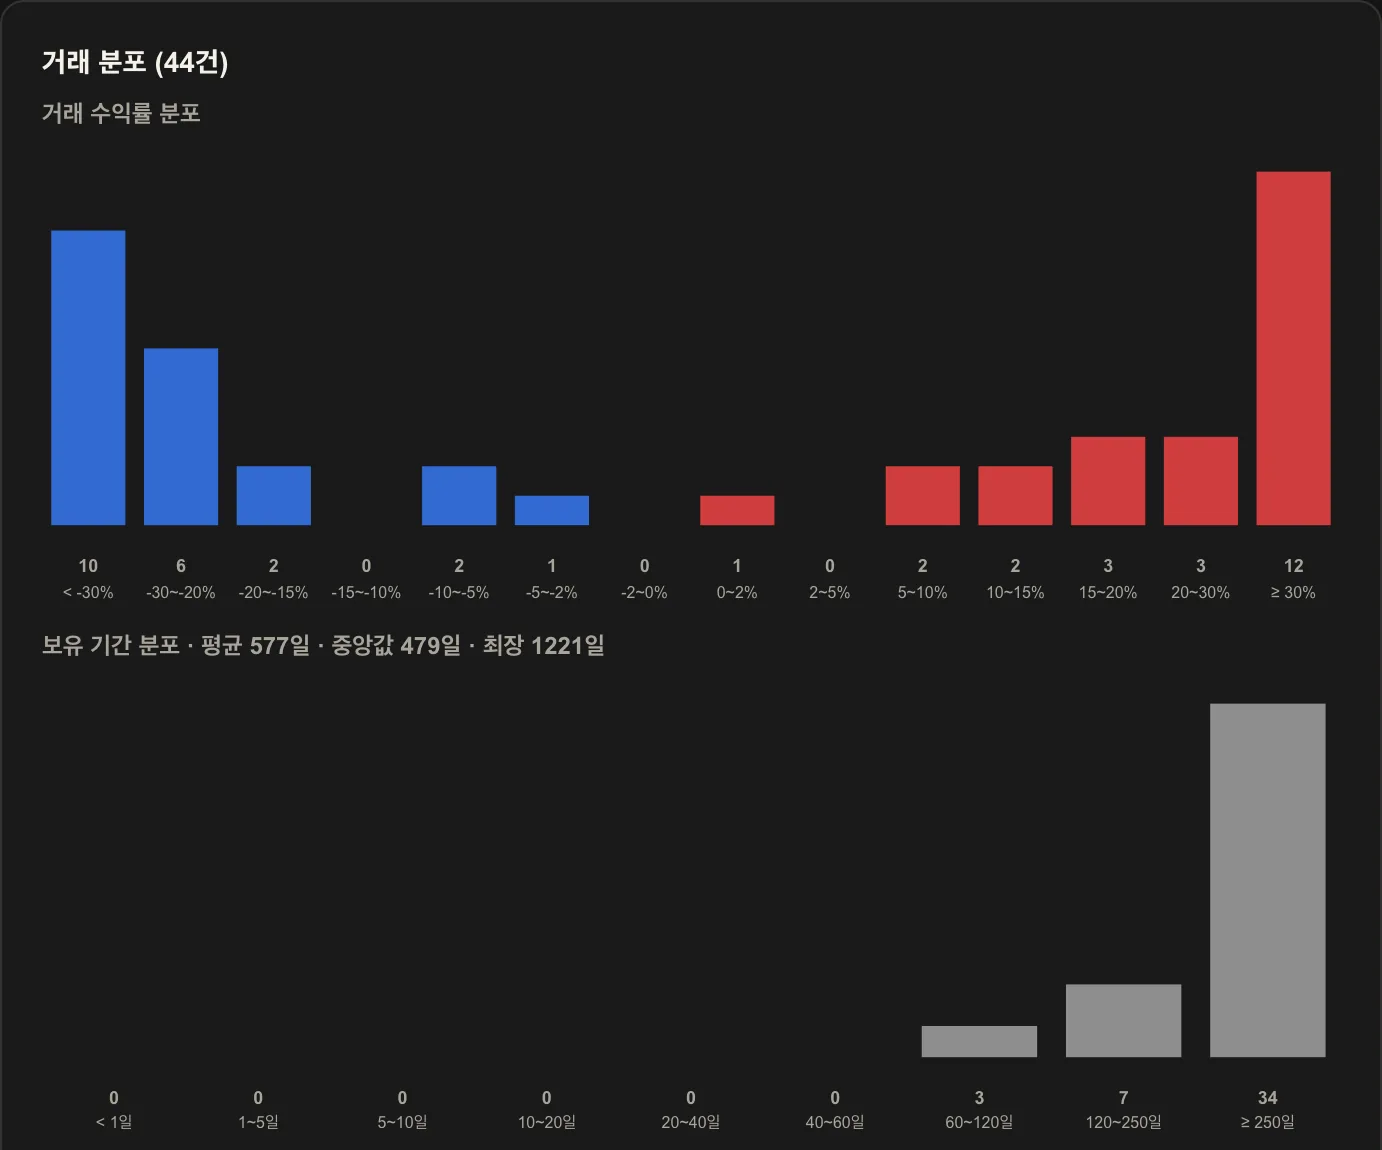 거래 분포 (44건)
거래 수익률 분포
10 6 2 0 2 1 0 1 0 2 2 3 3 12
< -30% -30~-20% -20~-15% -15~-10% -10~-5% -5~-2% -2~0% 0~2% 2~5% 5~10% 10~15% 15~20% 20~30% ≥ 30%
보유 기간 분포 · 평균 577일 · 중앙값 479일 · 최장 1221일
0 0 0 0 0 0 3 7 34
< 1일 1~5일 5~10일 10~20일 20~40일 40~60일 60~120일 120~250일 ≥ 250일